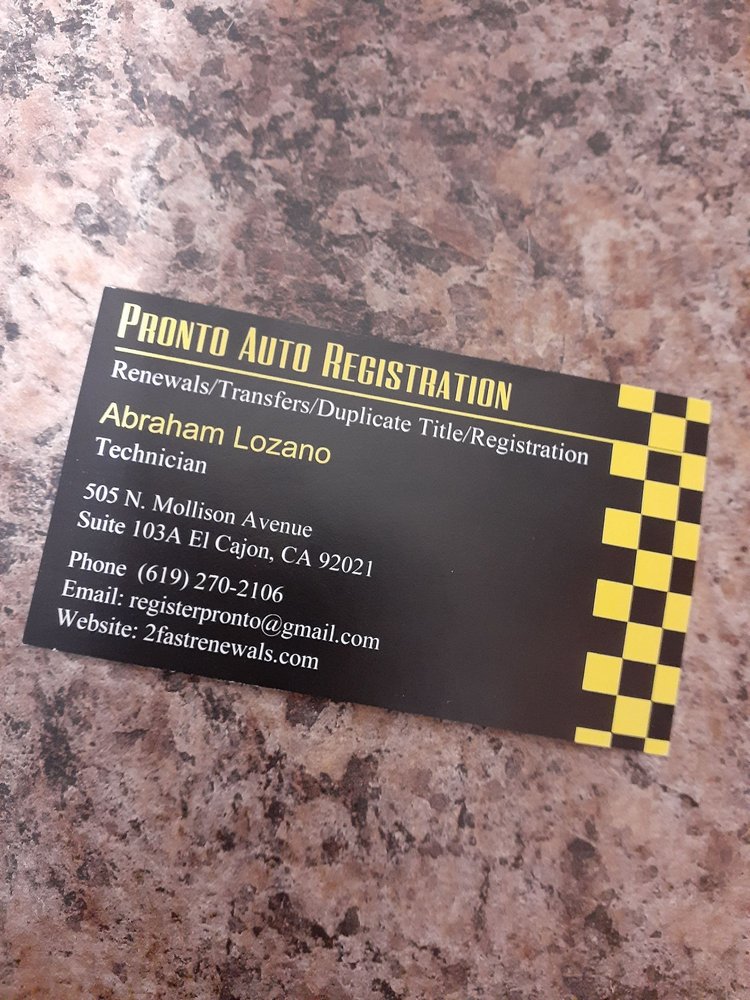 PRONTO AUTO REGISTRATION
Renewals/Transfers/Duplicate Title/Registration
Abraham Lozano
Technician
505 N. Mollison Avenue
Suite 103A El Cajon, CA 92021
Phone (619) 270-2106
Email: registerpronto@gmail.com
Website: 2fastrenewals.com